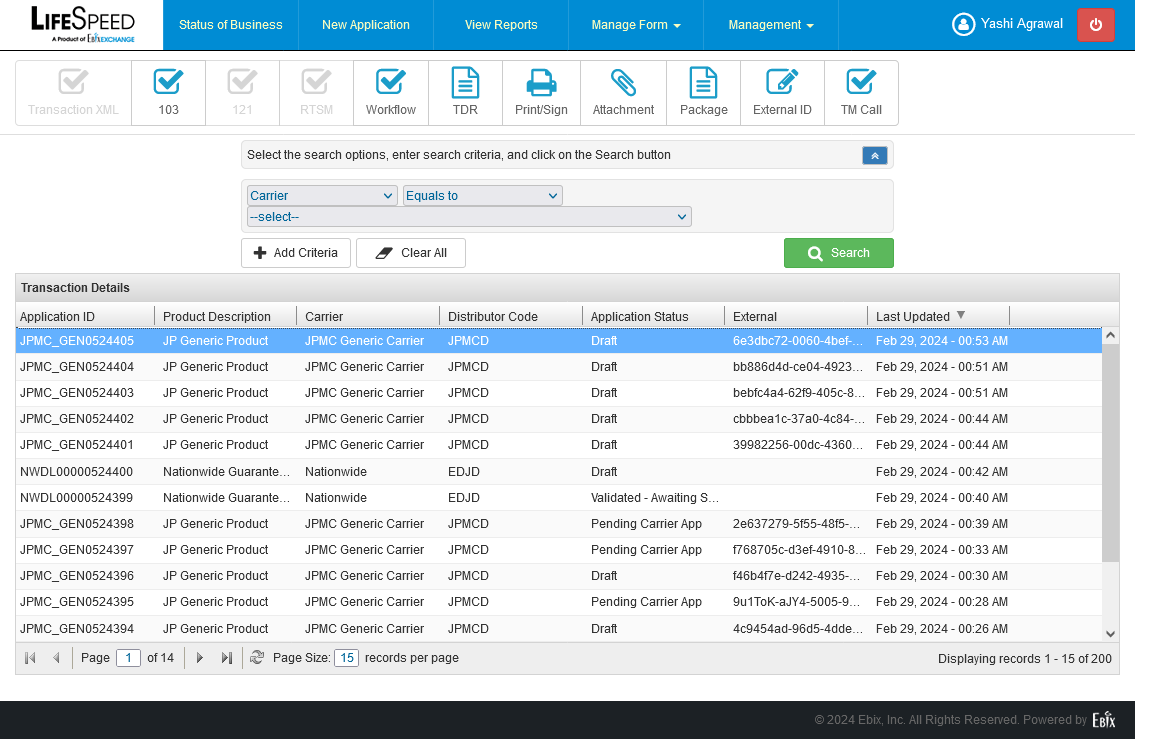 LIFESPEED Status of Business New Application View Reports Manage Form Management Yashi Agrawal
A Product of Ebix EXCHANGE
Transaction XML 103 121 RTSM Workflow TDR Print/Sign Attachment Package External ID TM Call
Select the search options, enter search criteria, and click on the Search button
Carrier Equals to
--select--
Add Criteria Clear All Search
Transaction Details
Application ID Product Description Carrier Distributor Code Application Status External Last Updated
JPMC_GEN0524405 JP Generic Product JPMC Generic Carrier JPMCD Draft 6e3dbc72-0060-4bef-... Feb 29, 2024 - 00:53 AM
JPMC_GEN0524404 JP Generic Product JPMC Generic Carrier JPMCD Draft bb886d4d-ce04-4923... Feb 29, 2024 - 00:51 AM
JPMC_GEN0524403 JP Generic Product JPMC Generic Carrier JPMCD Draft bebfc4a4-62f9-405c-8... Feb 29, 2024 - 00:51 AM
JPMC_GEN0524402 JP Generic Product JPMC Generic Carrier JPMCD Draft cbbbea1c-37a0-4c84-... Feb 29, 2024 - 00:44 AM
JPMC_GEN0524401 JP Generic Product JPMC Generic Carrier JPMCD Draft 39982256-00dc-4360... Feb 29, 2024 - 00:44 AM
NWDL00000524400 Nationwide Guarante... Nationwide EDJD Draft Feb 29, 2024 - 00:42 AM
NWDL00000524399 Nationwide Guarante... Nationwide EDJD Validated - Awaiting S... Feb 29, 2024 - 00:40 AM
JPMC_GEN0524398 JP Generic Product JPMC Generic Carrier JPMCD Pending Carrier App 2e637279-5f55-48f5-... Feb 29, 2024 - 00:39 AM
JPMC_GEN0524397 JP Generic Product JPMC Generic Carrier JPMCD Pending Carrier App f768705c-d3ef-4910-8... Feb 29, 2024 - 00:33 AM
JPMC_GEN0524396 JP Generic Product JPMC Generic Carrier JPMCD Draft f46b4f7e-d242-4935-... Feb 29, 2024 - 00:30 AM
JPMC_GEN0524395 JP Generic Product JPMC Generic Carrier JPMCD Pending Carrier App 9u1ToK-aJY4-5005-9... Feb 29, 2024 - 00:28 AM
JPMC_GEN0524394 JP Generic Product JPMC Generic Carrier JPMCD Draft 4c9454ad-96d5-4dde... Feb 29, 2024 - 00:26 AM
Page 1 of 14 Page Size: 15 records per page Displaying records 1 - 15 of 200
© 2024 Ebix, Inc. All Rights Reserved. Powered by Ebix